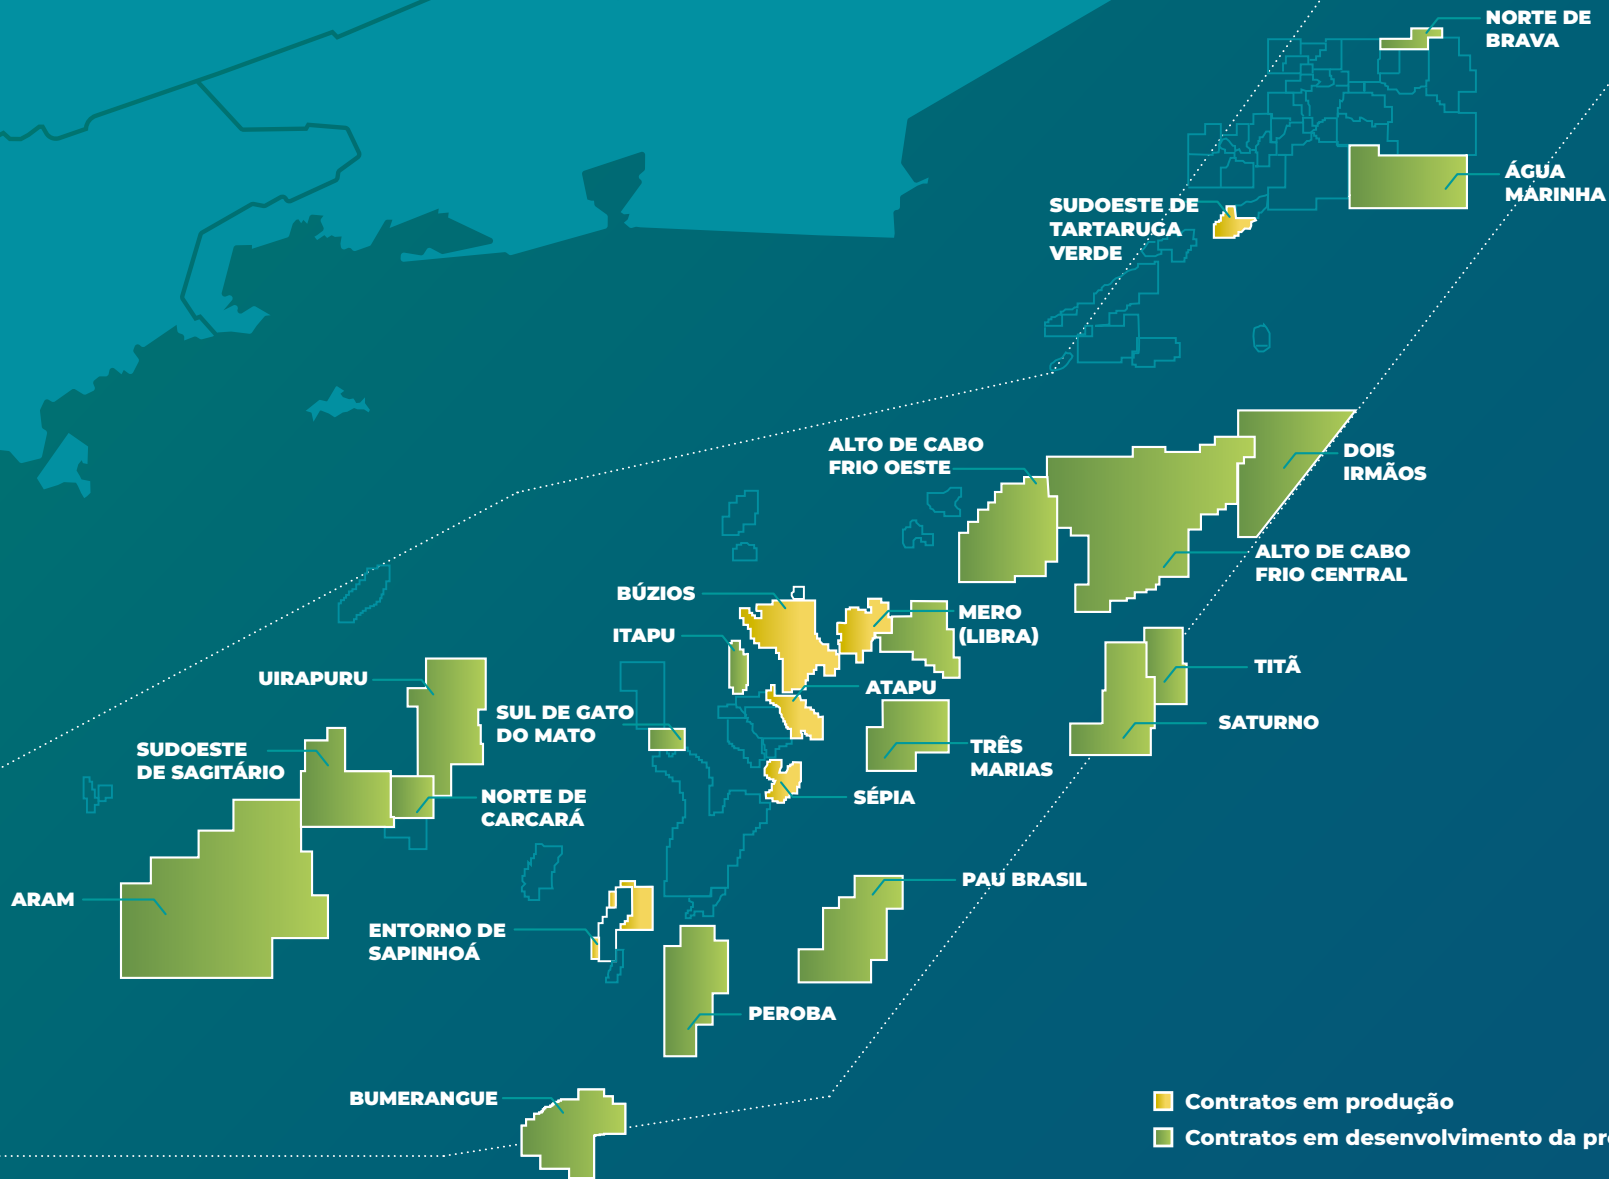 NORTE DE
BRAVA
ÁGUA
MARINHA
SUDOESTE DE
TARTARUGA
VERDE
ALTO DE CABO
FRIO OESTE
DOIS
IRMÃOS
ALTO DE CABO
FRIO CENTRAL
BÚZIOS
MERO
(LIBRA)
ITAPU
TITÃ
UIRAPURU
ATAPU
SUL DE GATO
DO MATO
SATURNO
SUDOESTE
DE SAGITÁRIO
TRÊS
MARIAS
NORTE DE
CARCARÁ
SÉPIA
ARAM
PAU BRASIL
ENTORNO DE
SAPINHOÁ
PEROBA
BUMERANGUE
Contratos em produção
Contratos em desenvolvimento da